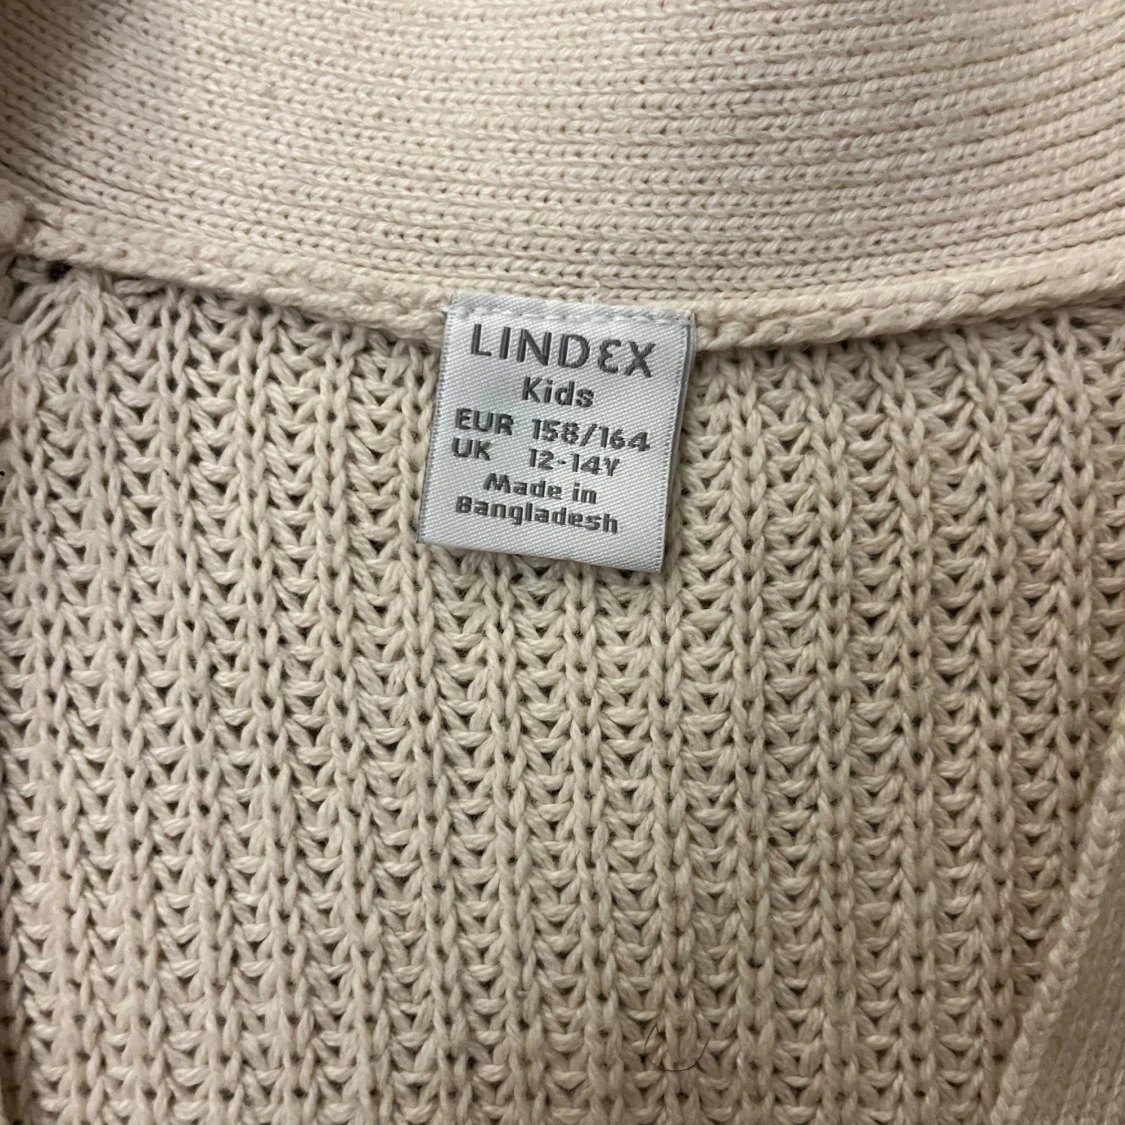 LINDEX
Kids
EUR 158/164
UK 12-14Y
Made in
Bangladesh